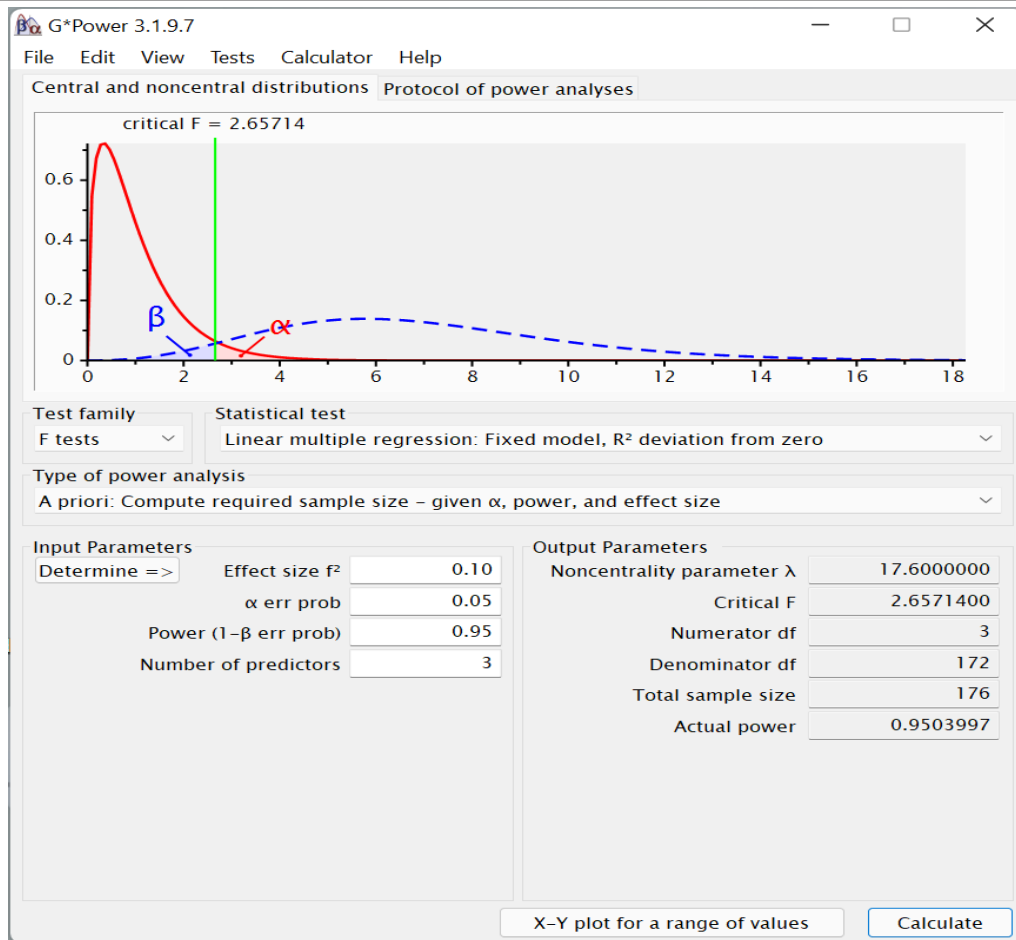 G*Power 3.1.9.7
File Edit View Tests Calculator Help
Central and noncentral distributions Protocol of power analyses
critical F = 2.65714
0.6
0.4
0.2
0
β
α
0 2 4 6 8 10 12 14 16 18
Test family
Statistical test
F tests
Linear multiple regression: Fixed model, R² deviation from zero
Type of power analysis
A priori: Compute required sample size – given α, power, and effect size
Input Parameters
Determine =>
Effect size f² 0.10
α err prob 0.05
Power (1-β err prob) 0.95
Number of predictors 3
Output Parameters
Noncentrality parameter λ 17.6000000
Critical F 2.6571400
Numerator df 3
Denominator df 172
Total sample size 176
Actual power 0.9503997
X-Y plot for a range of values
Calculate